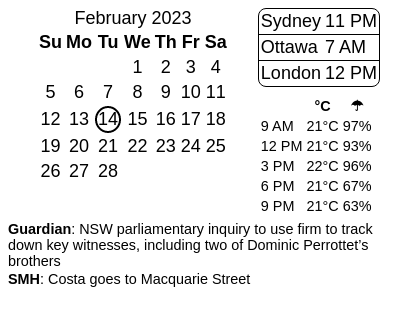 February 2023
Su Mo Tu We Th Fr Sa
1 2 3 4
5 6 7 8 9 10 11
12 13 14 15 16 17 18
19 20 21 22 23 24 25
26 27 28
Sydney 11 PM
Ottawa 7 AM
London 12 PM
°C ☂
9 AM 21°C 97%
12 PM 21°C 93%
3 PM 22°C 96%
6 PM 21°C 67%
9 PM 21°C 63%
Guardian: NSW parliamentary inquiry to use firm to track
down key witnesses, including two of Dominic Perrottet’s
brothers
SMH: Costa goes to Macquarie Street